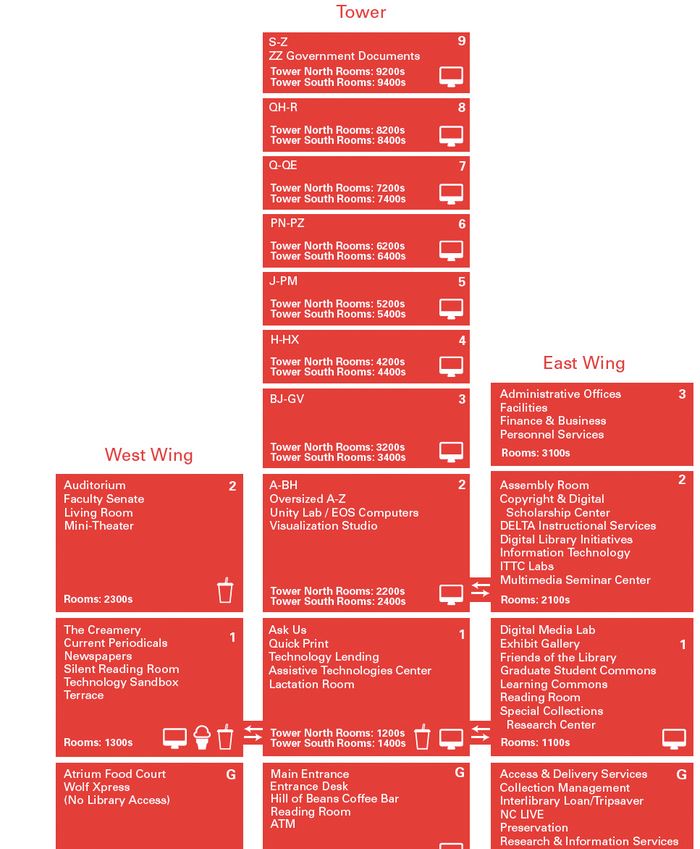 Tower
S-Z 9
ZZ Government Documents
Tower North Rooms: 9200s
Tower South Rooms: 9400s
QH-R 8
Tower North Rooms: 8200s
Tower South Rooms: 8400s
Q-QE 7
Tower North Rooms: 7200s
Tower South Rooms: 7400s
PN-PZ 6
Tower North Rooms: 6200s
Tower South Rooms: 6400s
J-PM 5
Tower North Rooms: 5200s
Tower South Rooms: 5400s
H-HX 4
Tower North Rooms: 4200s
Tower South Rooms: 4400s
BJ-GV 3
Tower North Rooms: 3200s
Tower South Rooms: 3400s
East Wing
Administrative Offices 3
Facilities
Finance & Business
Personnel Services
Rooms: 3100s
West Wing
Auditorium 2
Faculty Senate
Living Room
Mini-Theater
Rooms: 2300s
A-BH 2
Oversized A-Z
Unity Lab / EOS Computers
Visualization Studio
Tower North Rooms: 2200s
Tower South Rooms: 2400s
Assembly Room 2
Copyright & Digital
Scholarship Center
DELTA Instructional Services
Digital Library Initiatives
Information Technology
ITTC Labs
Multimedia Seminar Center
Rooms: 2100s
The Creamery 1
Current Periodicals
Newspapers
Silent Reading Room
Technology Sandbox
Terrace
Rooms: 1300s
Ask Us 1
Quick Print
Technology Lending
Assistive Technologies Center
Lactation Room
Tower North Rooms: 1200s
Tower South Rooms: 1400s
Digital Media Lab 1
Exhibit Gallery
Friends of the Library
Graduate Student Commons
Learning Commons
Reading Room
Special Collections
Research Center
Rooms: 1100s
Atrium Food Court G
Wolf Xpress
(No Library Access)
Main Entrance G
Entrance Desk
Hill of Beans Coffee Bar
Reading Room
ATM
Access & Delivery Services G
Collection Management
Interlibrary Loan/Tripsaver
NC LIVE
Preservation
Research & Information Services